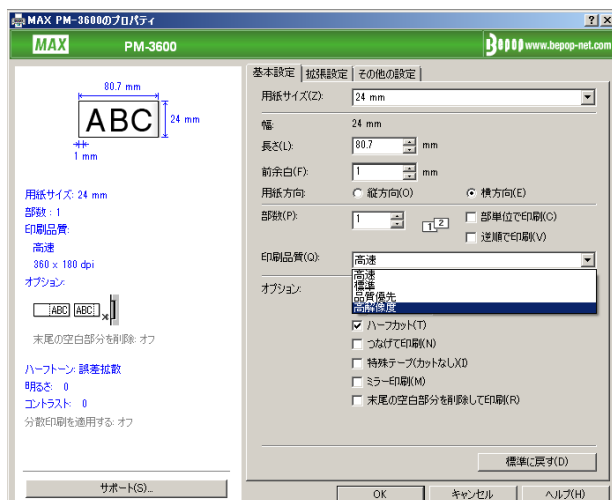 MAX PM-3600のプロパティ
? ×
MAX PM-3600
Bepop www.bepop-net.com
80.7 mm
ABC
24 mm
1 mm
用紙サイズ: 24 mm
部数 : 1
印刷品質:
高速
360 x 180 dpi
オプション:
ABC ABC x
末尾の空白部分を削除: オフ
ハーフトーン: 誤差拡散
明るさ: 0
コントラスト: 0
分散印刷を適用する: オフ
サポート(S)...
基本設定 拡張設定 その他の設定
用紙サイズ(Z): 24 mm
幅: 24 mm
長さ(L): 80.7 mm
前余白(F): 1 mm
用紙方向: 縦方向(O) 横方向(E)
部数(P): 1 1 2 部単位で印刷(C)
逆順で印刷(V)
印刷品質(Q): 高速
高速
標準
品質優先
高解像度
オプション:
ハーフカット(T)
つなげて印刷(N)
特殊テープ(カットなし)(I)
ミラー印刷(M)
末尾の空白部分を削除して印刷(R)
標準に戻す(D)
OK キャンセル ヘルプ(H)